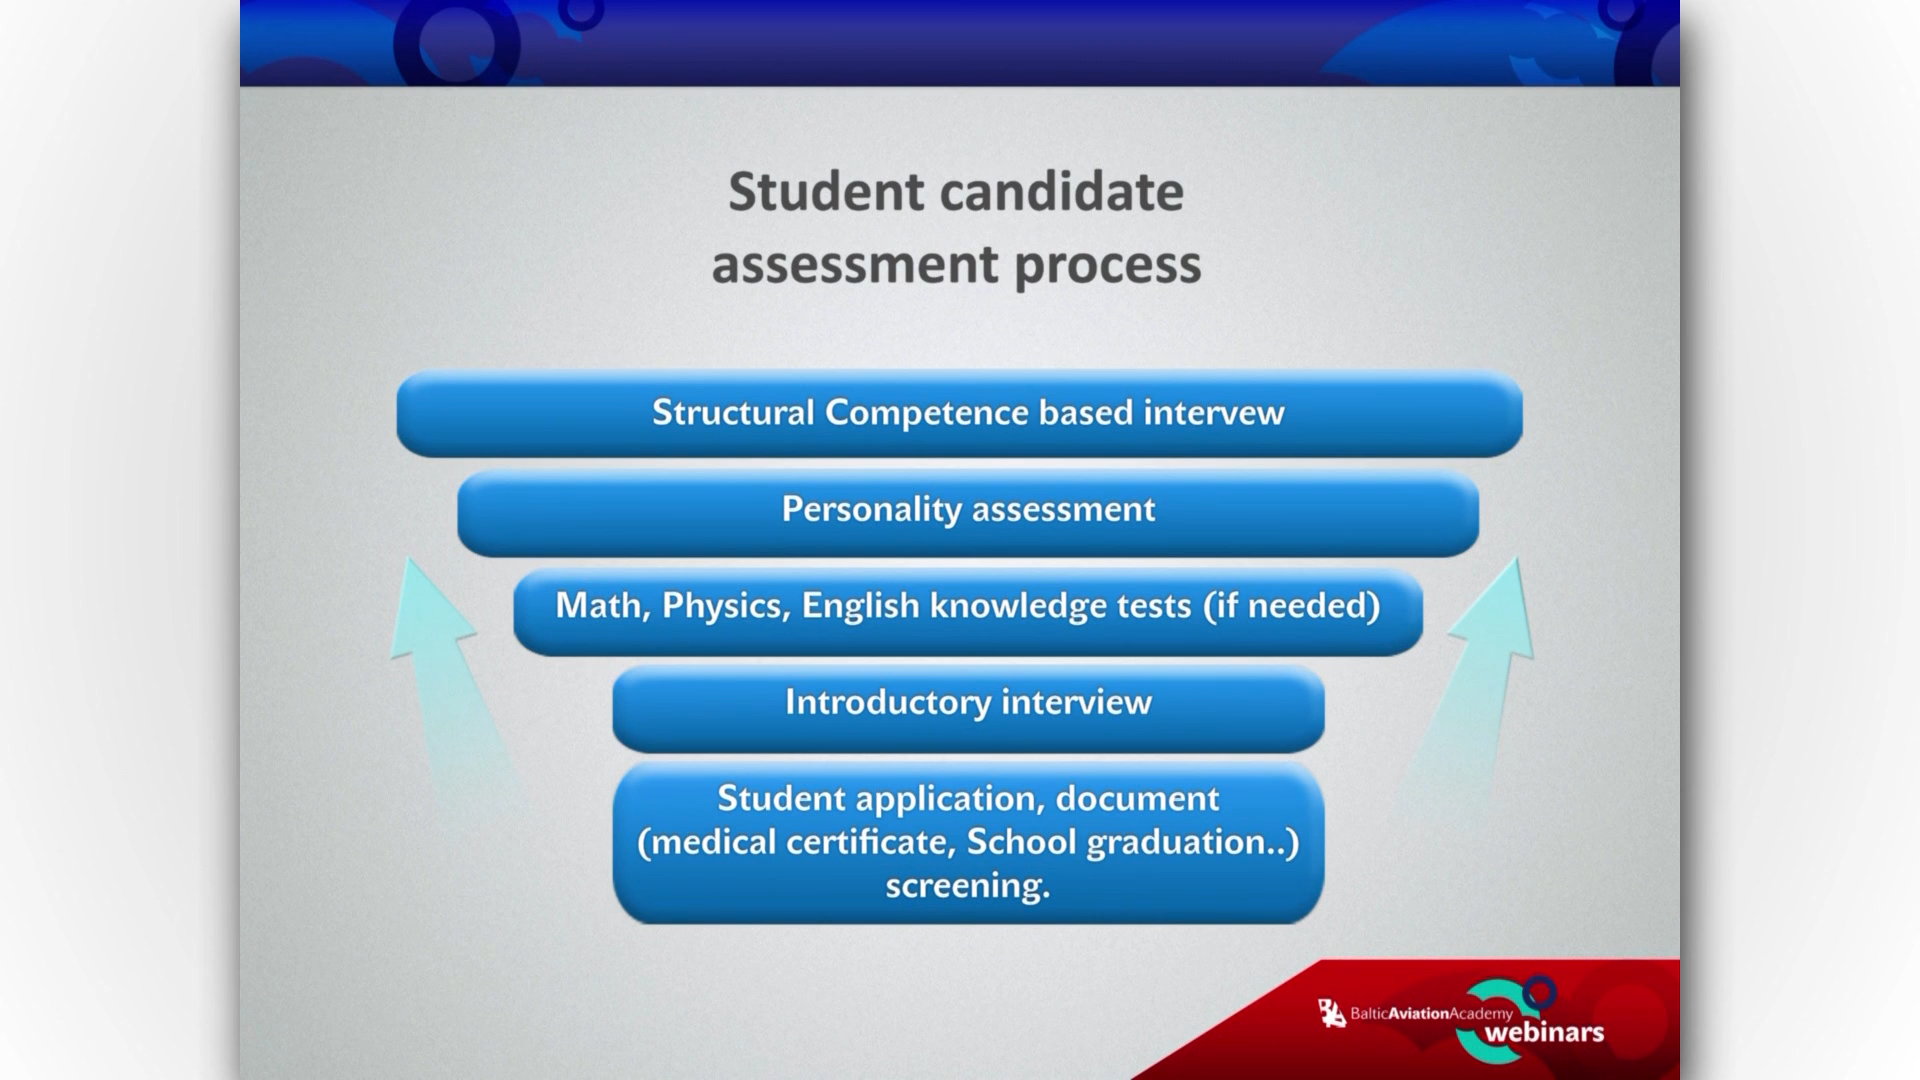 Student candidate
assessment process
Structural Competence based intervew
Personality assessment
Math, Physics, English knowledge tests (if needed)
Introductory interview
Student application, document
(medical certificate, School graduation..)
screening.
BalticAviationAcademy
webinars